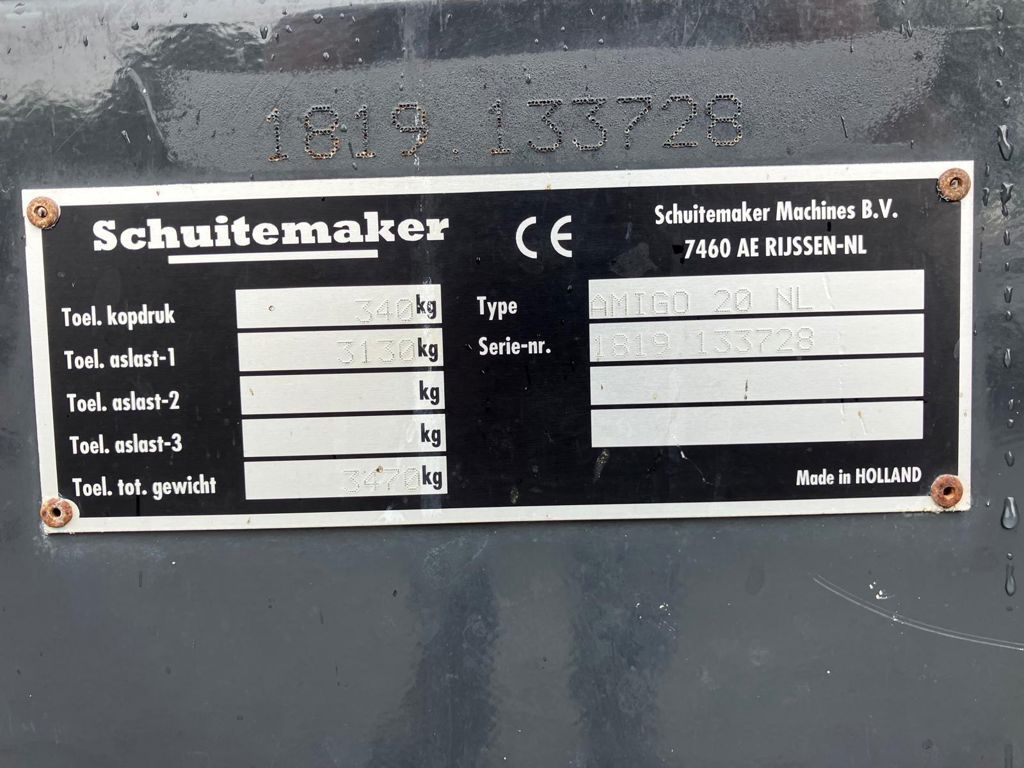 1819.133728
Schuitemaker
CE
Schuitemaker Machines B.V.
7460 AE RIJSSEN-NL
Toel. kopdruk 340 kg
Toel. aslast-1 3130 kg
Toel. aslast-2 kg
Toel. aslast-3 kg
Toel. tot. gewicht 3470 kg
Type AMIGO 20 NL
Serie-nr. 1819 133728
Made in HOLLAND